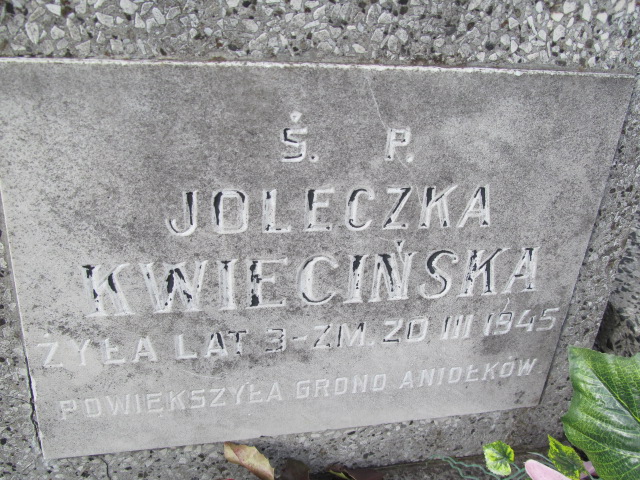 Ś. P.
JOLECZKA
KWIECIŃSKA
ŻYŁA LAT 3-ZM. 20 III 1945
POWIĘKSZYŁA GRONO ANIOŁKÓW